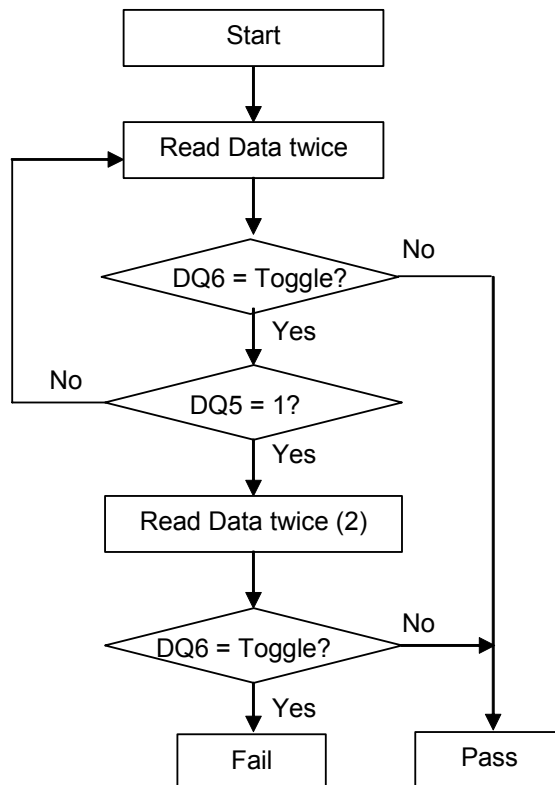 Start
Read Data twice
No
DQ6 = Toggle?
Yes
No
DQ5 = 1?
Yes
Read Data twice (2)
No
DQ6 = Toggle?
Yes
Fail
Pass